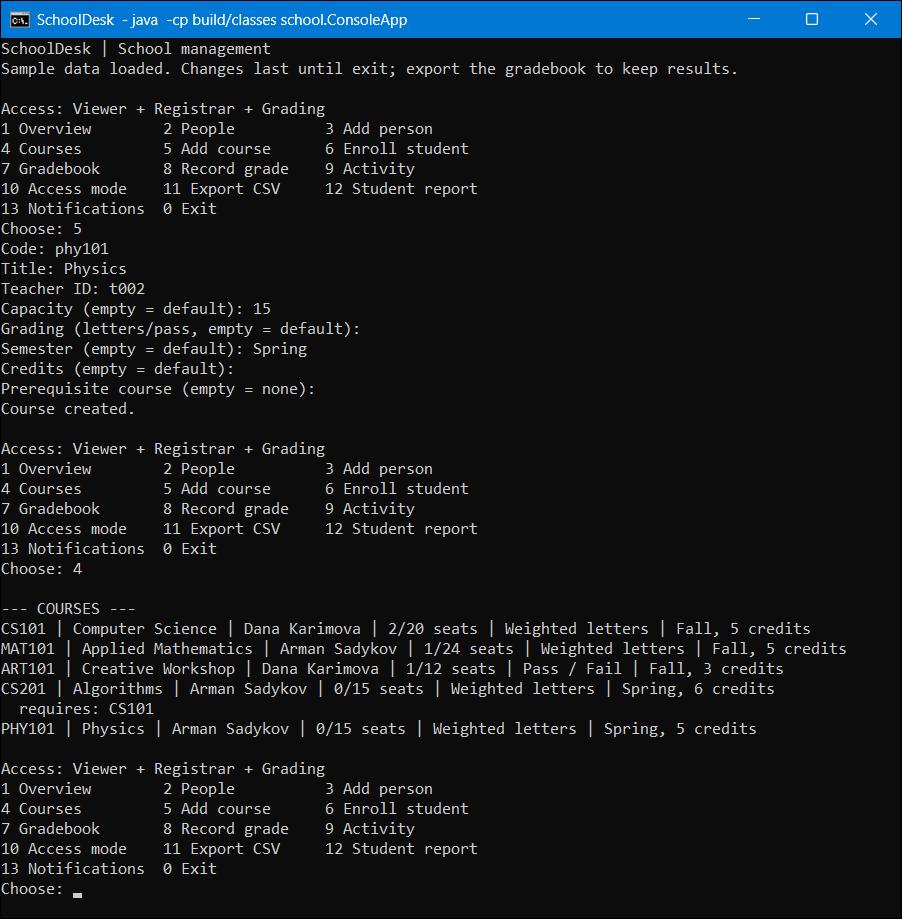 SchoolDesk - java -cp build/classes school.ConsoleApp
SchoolDesk | School management
Sample data loaded. Changes last until exit; export the gradebook to keep results.
Access: Viewer + Registrar + Grading
1 Overview        2 People          3 Add person
4 Courses         5 Add course      6 Enroll student
7 Gradebook       8 Record grade    9 Activity
10 Access mode    11 Export CSV     12 Student report
13 Notifications  0 Exit
Choose: 5
Code: phy101
Title: Physics
Teacher ID: t002
Capacity (empty = default): 15
Grading (letters/pass, empty = default):
Semester (empty = default): Spring
Credits (empty = default):
Prerequisite course (empty = none):
Course created.
Access: Viewer + Registrar + Grading
1 Overview        2 People          3 Add person
4 Courses         5 Add course      6 Enroll student
7 Gradebook       8 Record grade    9 Activity
10 Access mode    11 Export CSV     12 Student report
13 Notifications  0 Exit
Choose: 4
--- COURSES ---
CS101 | Computer Science | Dana Karimova | 2/20 seats | Weighted letters | Fall, 5 credits
MAT101 | Applied Mathematics | Arman Sadykov | 1/24 seats | Weighted letters | Fall, 5 credits
ART101 | Creative Workshop | Dana Karimova | 1/12 seats | Pass / Fail | Fall, 3 credits
CS201 | Algorithms | Arman Sadykov | 0/15 seats | Weighted letters | Spring, 6 credits
  requires: CS101
PHY101 | Physics | Arman Sadykov | 0/15 seats | Weighted letters | Spring, 5 credits
Access: Viewer + Registrar + Grading
1 Overview        2 People          3 Add person
4 Courses         5 Add course      6 Enroll student
7 Gradebook       8 Record grade    9 Activity
10 Access mode    11 Export CSV     12 Student report
13 Notifications  0 Exit
Choose: